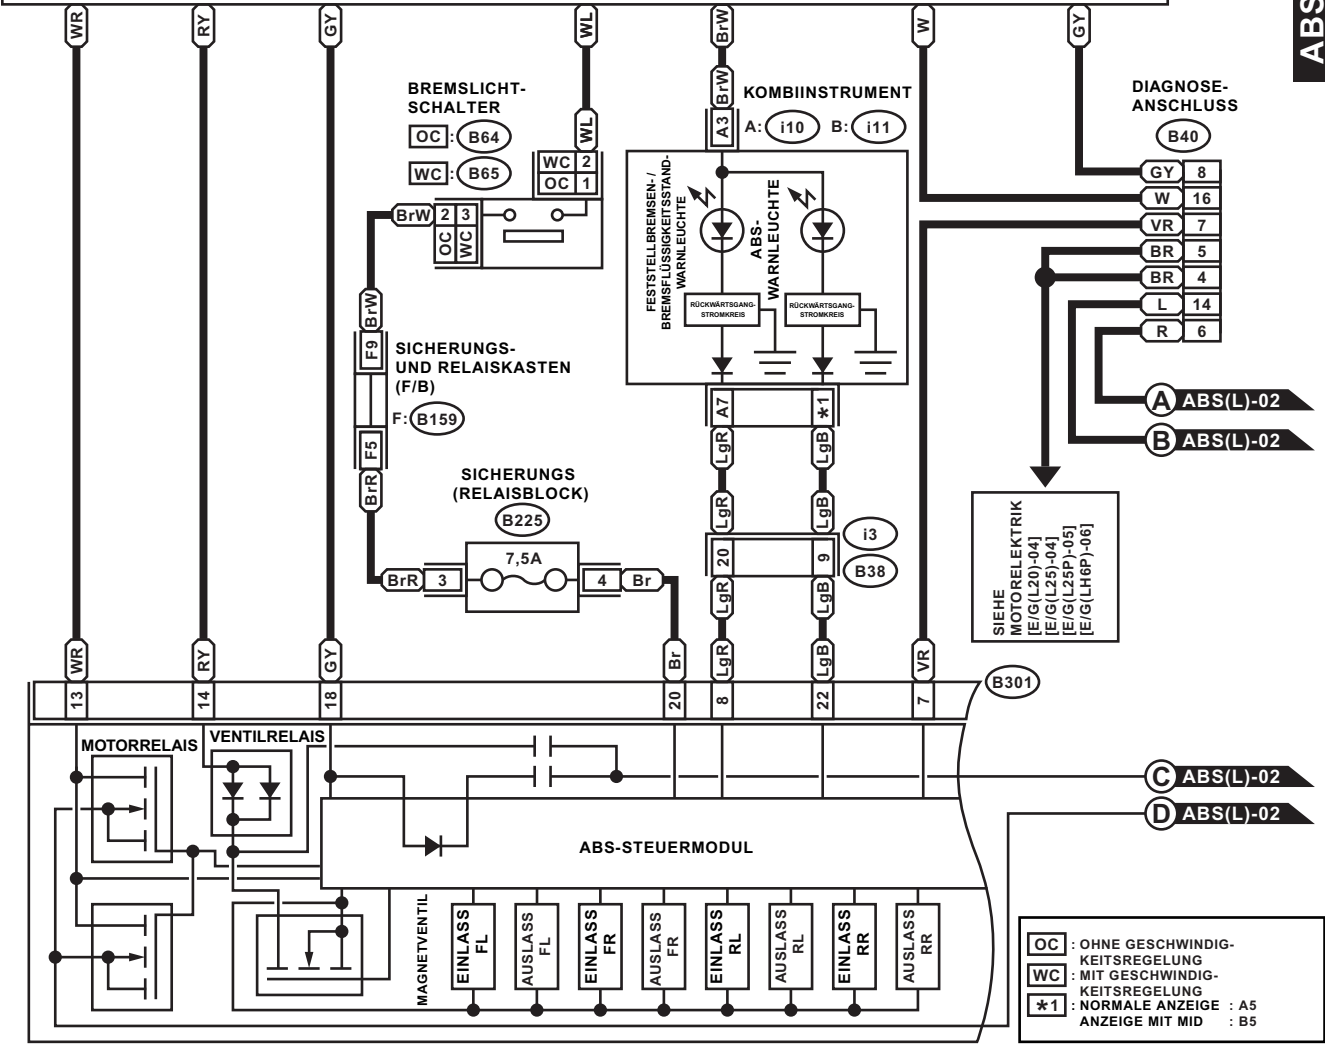 WR
RY
GY
WL
BrW
W
GY
ABS
BREMSLICHT-
SCHALTER
OC : B64
WC : B65
WL
WC 2
OC 1
BrW 2 3
OC WC
BrW
F9
SICHERUNGS-
UND RELAISKASTEN
(F/B)
F: B159
F5
BrR
SICHERUNGS
(RELAISBLOCK)
B225
7,5A
BrR 3
4 Br
BrW
A3
KOMBIINSTRUMENT
A: i10 B: i11
FESTSTELLBREMSEN- /
BREMSFLÜSSIGKEITSSTAND-
WARNLEUCHTE
ABS-
WARNLEUCHTE
RÜCKWÄRTSGANG-
STROMKREIS
RÜCKWÄRTSGANG-
STROMKREIS
A7
*1
LgR
LgB
LgR
LgB
20
9
i3
B38
LgR
LgB
DIAGNOSE-
ANSCHLUSS
B40
GY 8
W 16
VR 7
BR 5
BR 4
L 14
R 6
A ABS(L)-02
B ABS(L)-02
SIEHE
MOTORELEKTRIK
[E/G(L20)-04]
[E/G(L25)-04]
[E/G(L25P)-05]
[E/G(LH6P)-06]
WR
RY
GY
Br
LgR
LgB
VR
13
14
18
20
8
22
7
B301
MOTORRELAIS
VENTILRELAIS
C ABS(L)-02
D ABS(L)-02
ABS-STEUERMODUL
MAGNETVENTIL
EINLASS
FL
AUSLASS
FL
EINLASS
FR
AUSLASS
FR
EINLASS
RL
AUSLASS
RL
EINLASS
RR
AUSLASS
RR
OC : OHNE GESCHWINDIG-
KEITSREGELUNG
WC : MIT GESCHWINDIG-
KEITSREGELUNG
*1 : NORMALE ANZEIGE : A5
ANZEIGE MIT MID : B5